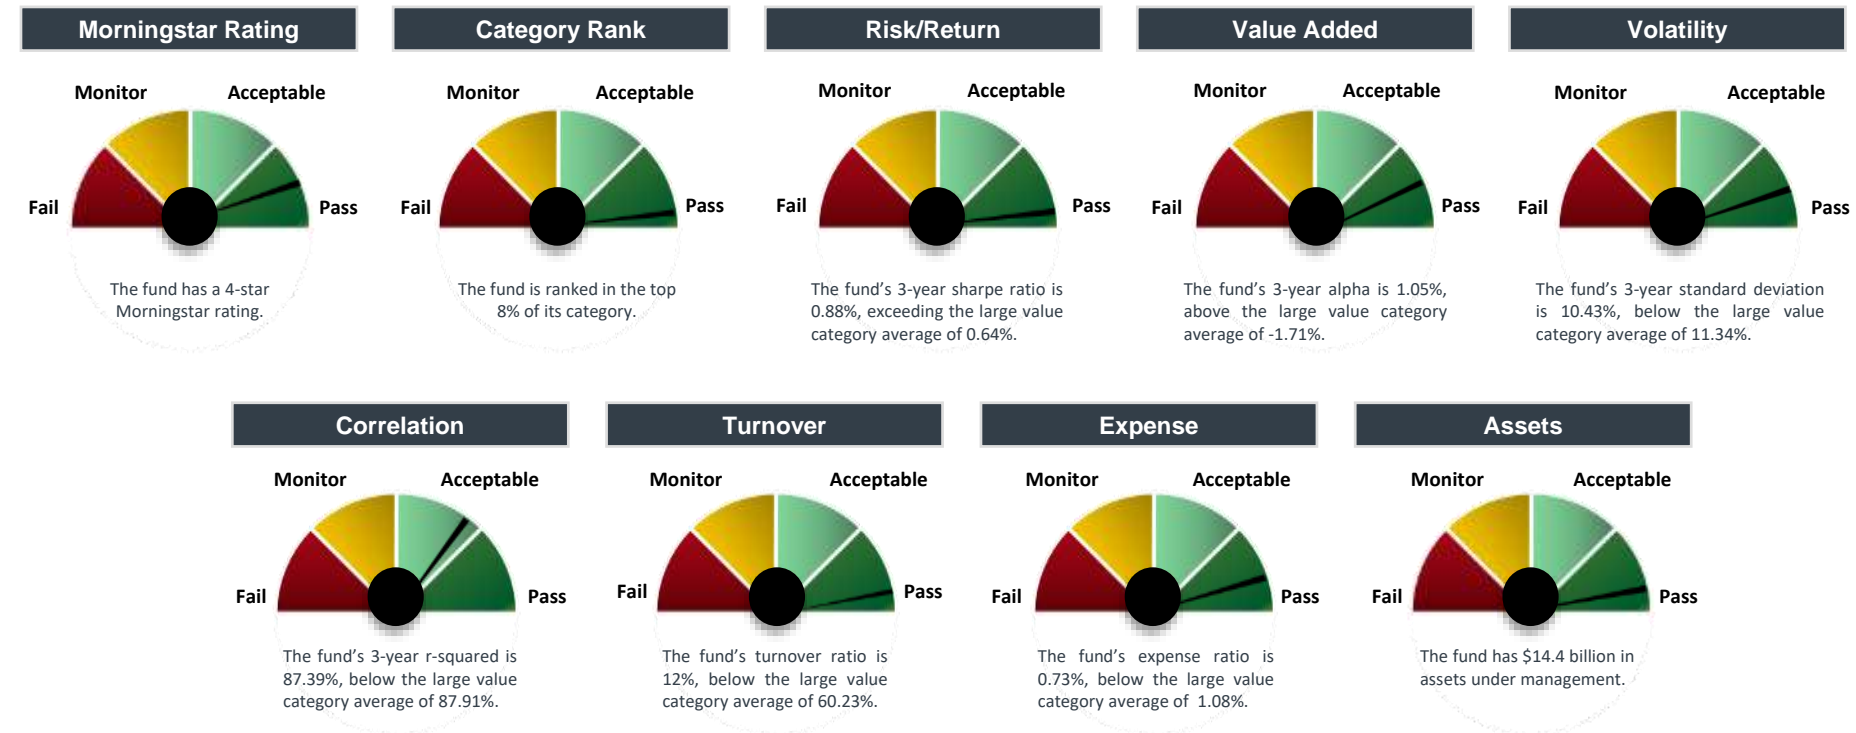 Morningstar Rating
Category Rank
Risk/Return
Value Added
Volatility
Monitor
Acceptable
Fail
Pass
The fund has a 4-star
Morningstar rating.
Monitor
Acceptable
Fail
Pass
The fund is ranked in the top
8% of its category.
Monitor
Acceptable
Fail
Pass
The fund’s 3-year sharpe ratio is
0.88%, exceeding the large value
category average of 0.64%.
Monitor
Acceptable
Fail
Pass
The fund’s 3-year alpha is 1.05%,
above the large value category
average of -1.71%.
Monitor
Acceptable
Fail
Pass
The fund’s 3-year standard deviation
is 10.43%, below the large value
category average of 11.34%.
Correlation
Turnover
Expense
Assets
Monitor
Acceptable
Fail
Pass
The fund’s 3-year r-squared is
87.39%, below the large value
category average of 87.91%.
Monitor
Acceptable
Fail
Pass
The fund’s turnover ratio is
12%, below the large value
category average of 60.23%.
Monitor
Acceptable
Fail
Pass
The fund’s expense ratio is
0.73%, below the large value
category average of 1.08%.
Monitor
Acceptable
Fail
Pass
The fund has $14.4 billion in
assets under management.